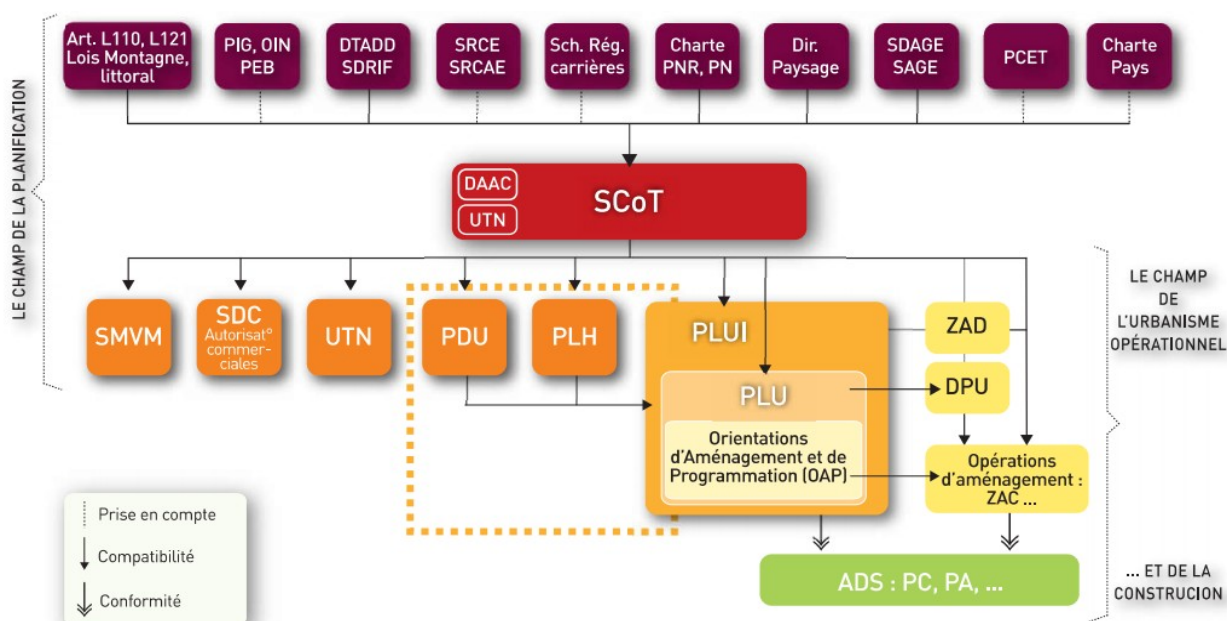 Art. L110, L121
Lois Montagne,
littoral
PIG, OIN
PEB
DTADD
SDRIF
SRCE
SRCAE
Sch. Rég.
carrières
Charte
PNR, PN
Dir.
Paysage
SDAGE
SAGE
PCET
Charte
Pays
LE CHAMP DE LA PLANIFICATION
DAAC
UTN
SCoT
SMVM
SDC
Autorisat°
commer-
ciales
UTN
PDU
PLH
PLUI
PLU
Orientations
d'Aménagement et de
Programmation (OAP)
ZAD
DPU
Opérations
d'aménagement :
ZAC ...
LE CHAMP
DE
L'URBANISME
OPÉRATIONNEL
Prise en compte
Compatibilité
Conformité
ADS : PC, PA, ...
... ET DE LA
CONSTRUCION